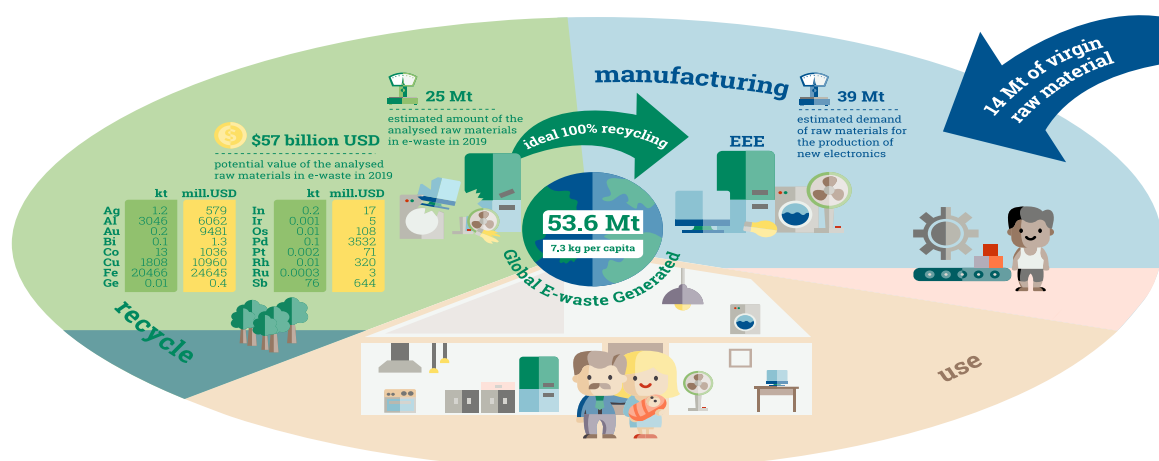 manufacturing
14 Mt of virgin
raw material
25 Mt
estimated amount of the
analysed raw materials
in e-waste in 2019
39 Mt
estimated demand
of raw materials for
the production of
new electronics
$57 billion USD
potential value of the analysed
raw materials in e-waste in 2019
ideal 100% recycling
EEE
kt mill.USD kt mill.USD
Ag 1.2 579 In 0.2 17
Al 3046 6062 Ir 0.01 5
Au 0.2 9481 Os 0.01 108
Bi 0.1 1.3 Pd 0.1 3532
Co 13 1036 Pt 0.002 71
Cu 1808 10960 Rh 0.01 320
Fe 20466 24645 Ru 0.0003 3
Ge 0.01 0.4 Sb 76 644
53.6 Mt
7,3 kg per capita
Global E-waste Generated
recycle
use